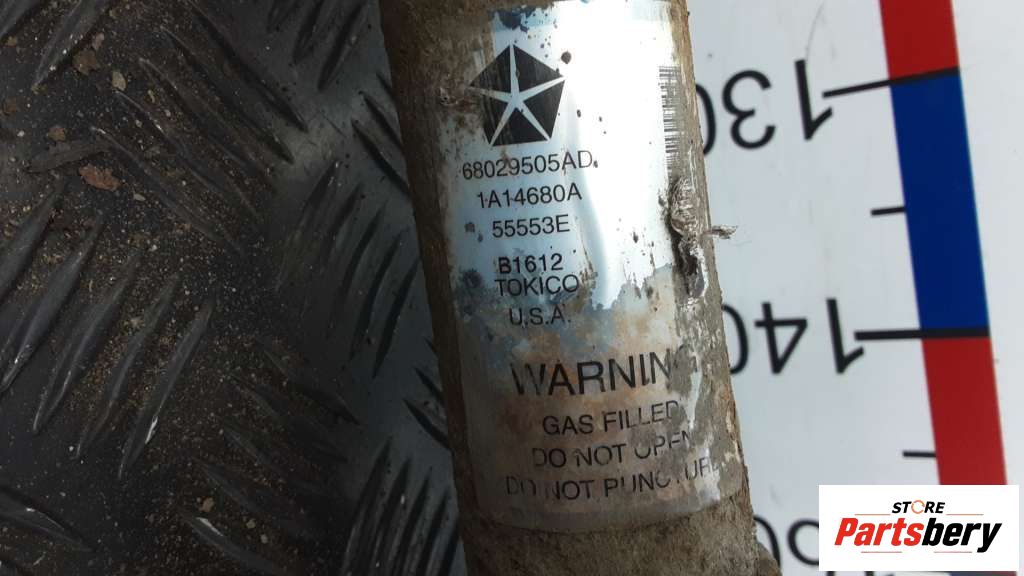 68029505AD
1A14680A
55553E
B1612
TOKICO
U.S.A.
WARNING
GAS FILLED
DO NOT OPEN
DO NOT PUNCTURE
130
140
STORE
Partsbery